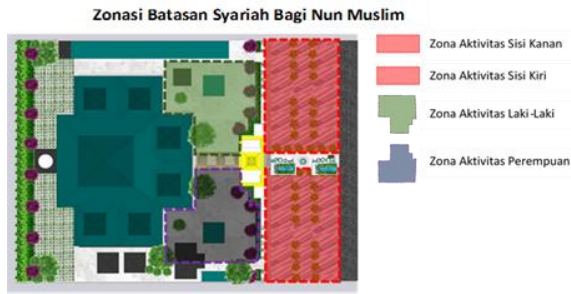 Zonasi Batasan Syariah Bagi Nun Muslim
Zona Aktivitas Sisi Kanan
Zona Aktivitas Sisi Kiri
Zona Aktivitas Laki-Laki
Zona Aktivitas Perempuan